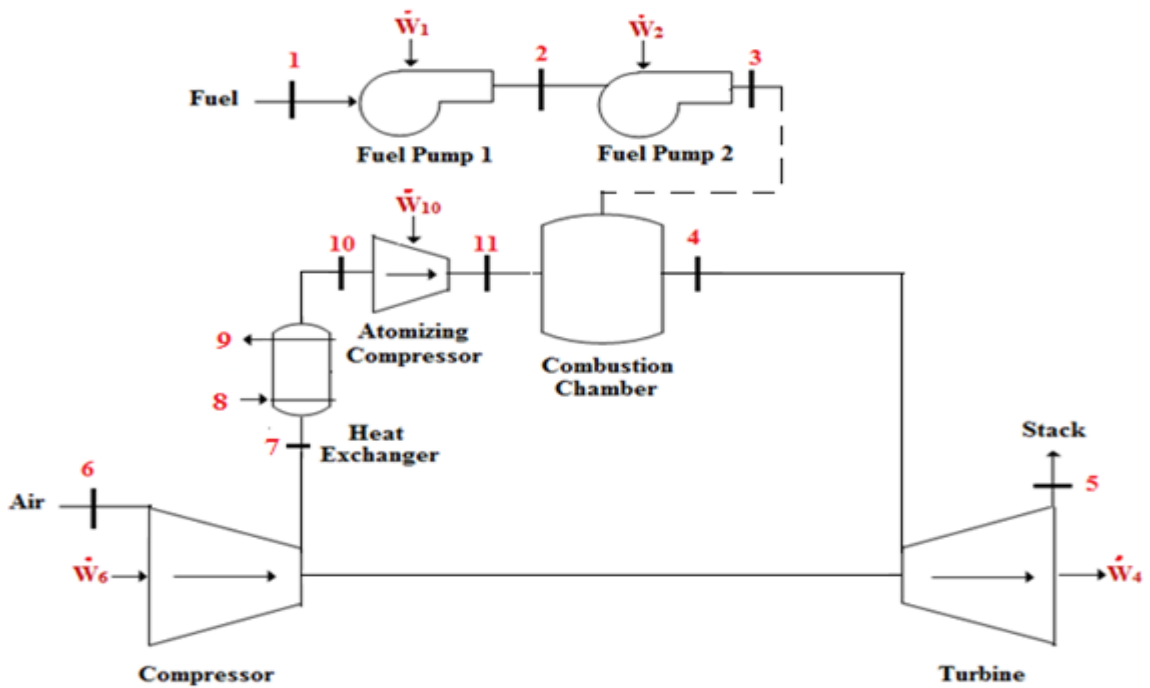 Ẇ1
Ẇ2
1
2
3
Fuel
Fuel Pump 1
Fuel Pump 2
Ẇ10
10
11
4
9
Atomizing
Compressor
8
Combustion
Chamber
7
Heat
Exchanger
Stack
6
5
Air
Ẇ6
Ẇ4
Compressor
Turbine